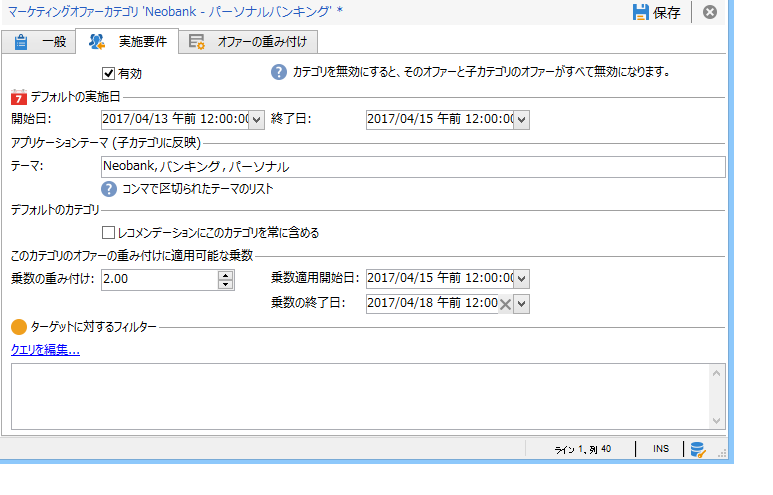 マーケティングオファーカテゴリ 'Neobank - パーソナルバンキング' *
保存
一般
実施要件
オファーの重み付け
有効
カテゴリを無効にすると、そのオファーと子カテゴリのオファーがすべて無効になります。
7 デフォルトの実施日
開始日: 2017/04/13 午前 12:00:00 終了日: 2017/04/15 午前 12:00:00
アプリケーションテーマ (子カテゴリに反映)
テーマ: Neobank, バンキング, パーソナル
コンマで区切られたテーマのリスト
デフォルトのカテゴリ
レコメンデーションにこのカテゴリを常に含める
このカテゴリのオファーの重み付けに適用可能な乗数
乗数の重み付け: 2.00 乗数適用開始日: 2017/04/15 午前 12:00:00
乗数の終了日: 2017/04/18 午前 12:00
ターゲットに対するフィルター
クエリを編集...
ライン 1、列 40 INS